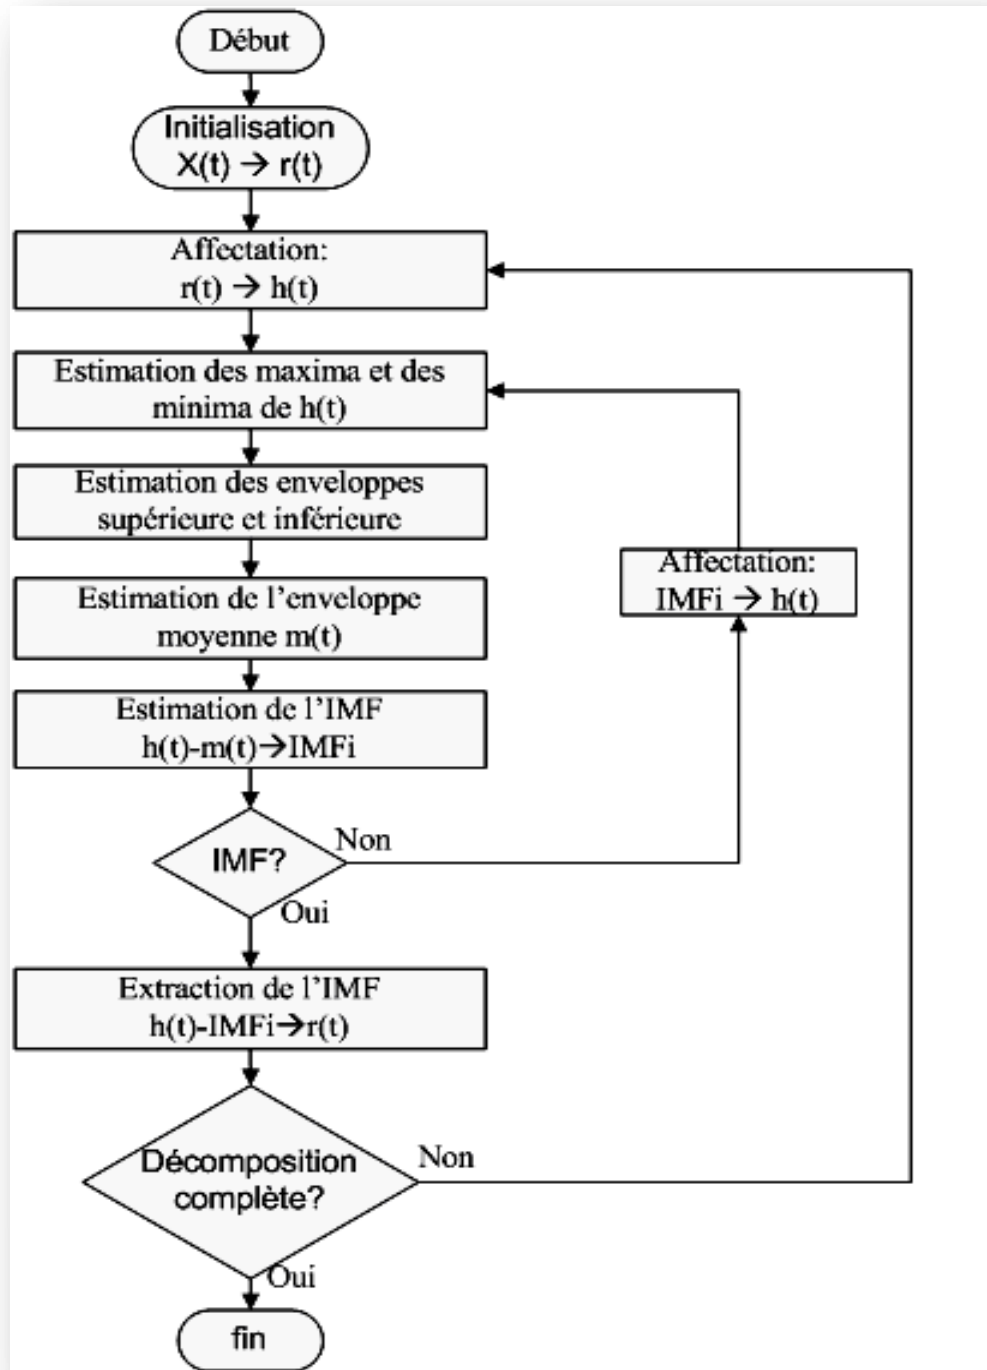 Début
Initialisation
X(t) → r(t)
Affectation:
r(t) → h(t)
Estimation des maxima et des
minima de h(t)
Estimation des enveloppes
supérieure et inférieure
Estimation de l'enveloppe
moyenne m(t)
Affectation:
IMFi → h(t)
Estimation de l'IMF
h(t)-m(t)→IMFi
Non
IMF?
Oui
Extraction de l'IMF
h(t)-IMFi→r(t)
Non
Décomposition
complète?
Oui
fin